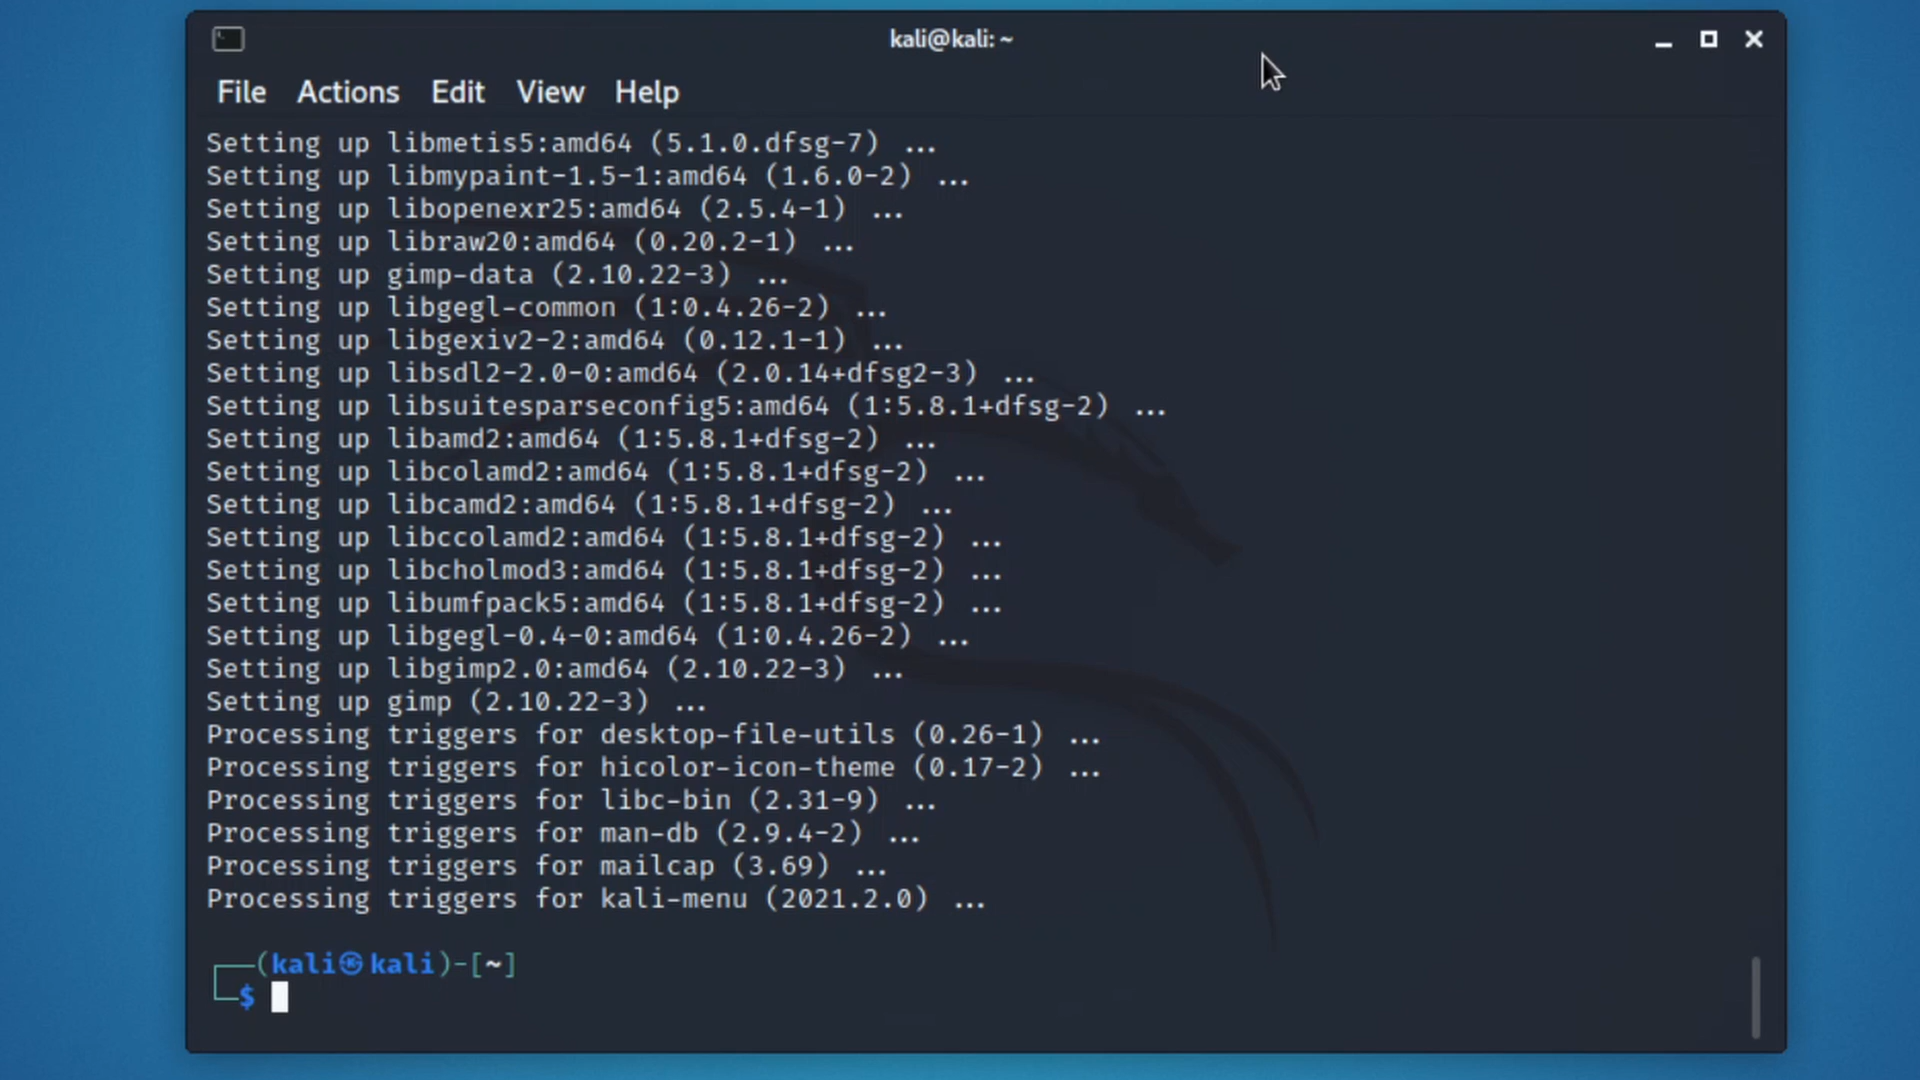 kali@kali: ~
File Actions Edit View Help
Setting up libmetis5:amd64 (5.1.0.dfsg-7) ...
Setting up libmypaint-1.5-1:amd64 (1.6.0-2) ...
Setting up libopenexr25:amd64 (2.5.4-1) ...
Setting up libraw20:amd64 (0.20.2-1) ...
Setting up gimp-data (2.10.22-3) ...
Setting up libgegl-common (1:0.4.26-2) ...
Setting up libgexiv2-2:amd64 (0.12.1-1) ...
Setting up libsdl2-2.0-0:amd64 (2.0.14+dfsg2-3) ...
Setting up libsuitesparseconfig5:amd64 (1:5.8.1+dfsg-2) ...
Setting up libamd2:amd64 (1:5.8.1+dfsg-2) ...
Setting up libcolamd2:amd64 (1:5.8.1+dfsg-2) ...
Setting up libcamd2:amd64 (1:5.8.1+dfsg-2) ...
Setting up libccolamd2:amd64 (1:5.8.1+dfsg-2) ...
Setting up libcholmod3:amd64 (1:5.8.1+dfsg-2) ...
Setting up libumfpack5:amd64 (1:5.8.1+dfsg-2) ...
Setting up libgegl-0.4-0:amd64 (1:0.4.26-2) ...
Setting up libgimp2.0:amd64 (2.10.22-3) ...
Setting up gimp (2.10.22-3) ...
Processing triggers for desktop-file-utils (0.26-1) ...
Processing triggers for hicolor-icon-theme (0.17-2) ...
Processing triggers for libc-bin (2.31-9) ...
Processing triggers for man-db (2.9.4-2) ...
Processing triggers for mailcap (3.69) ...
Processing triggers for kali-menu (2021.2.0) ...
┌──(kali㉿kali)-[~]
└─$